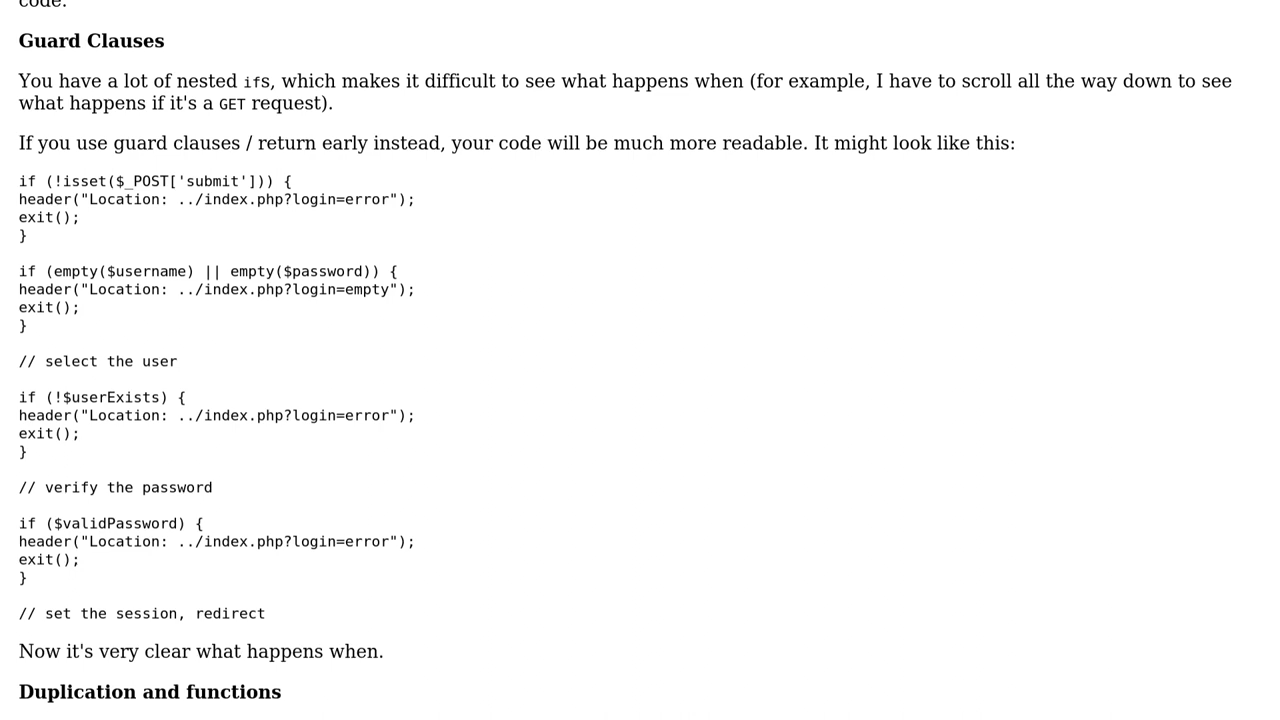 code.
Guard Clauses
You have a lot of nested ifs, which makes it difficult to see what happens when (for example, I have to scroll all the way down to see
what happens if it's a GET request).
If you use guard clauses / return early instead, your code will be much more readable. It might look like this:
if (!isset($_POST['submit'])) {
header("Location: ../index.php?login=error");
exit();
}
if (empty($username) || empty($password)) {
header("Location: ../index.php?login=empty");
exit();
}
// select the user
if (!$userExists) {
header("Location: ../index.php?login=error");
exit();
}
// verify the password
if ($validPassword) {
header("Location: ../index.php?login=error");
exit();
}
// set the session, redirect
Now it's very clear what happens when.
Duplication and functions